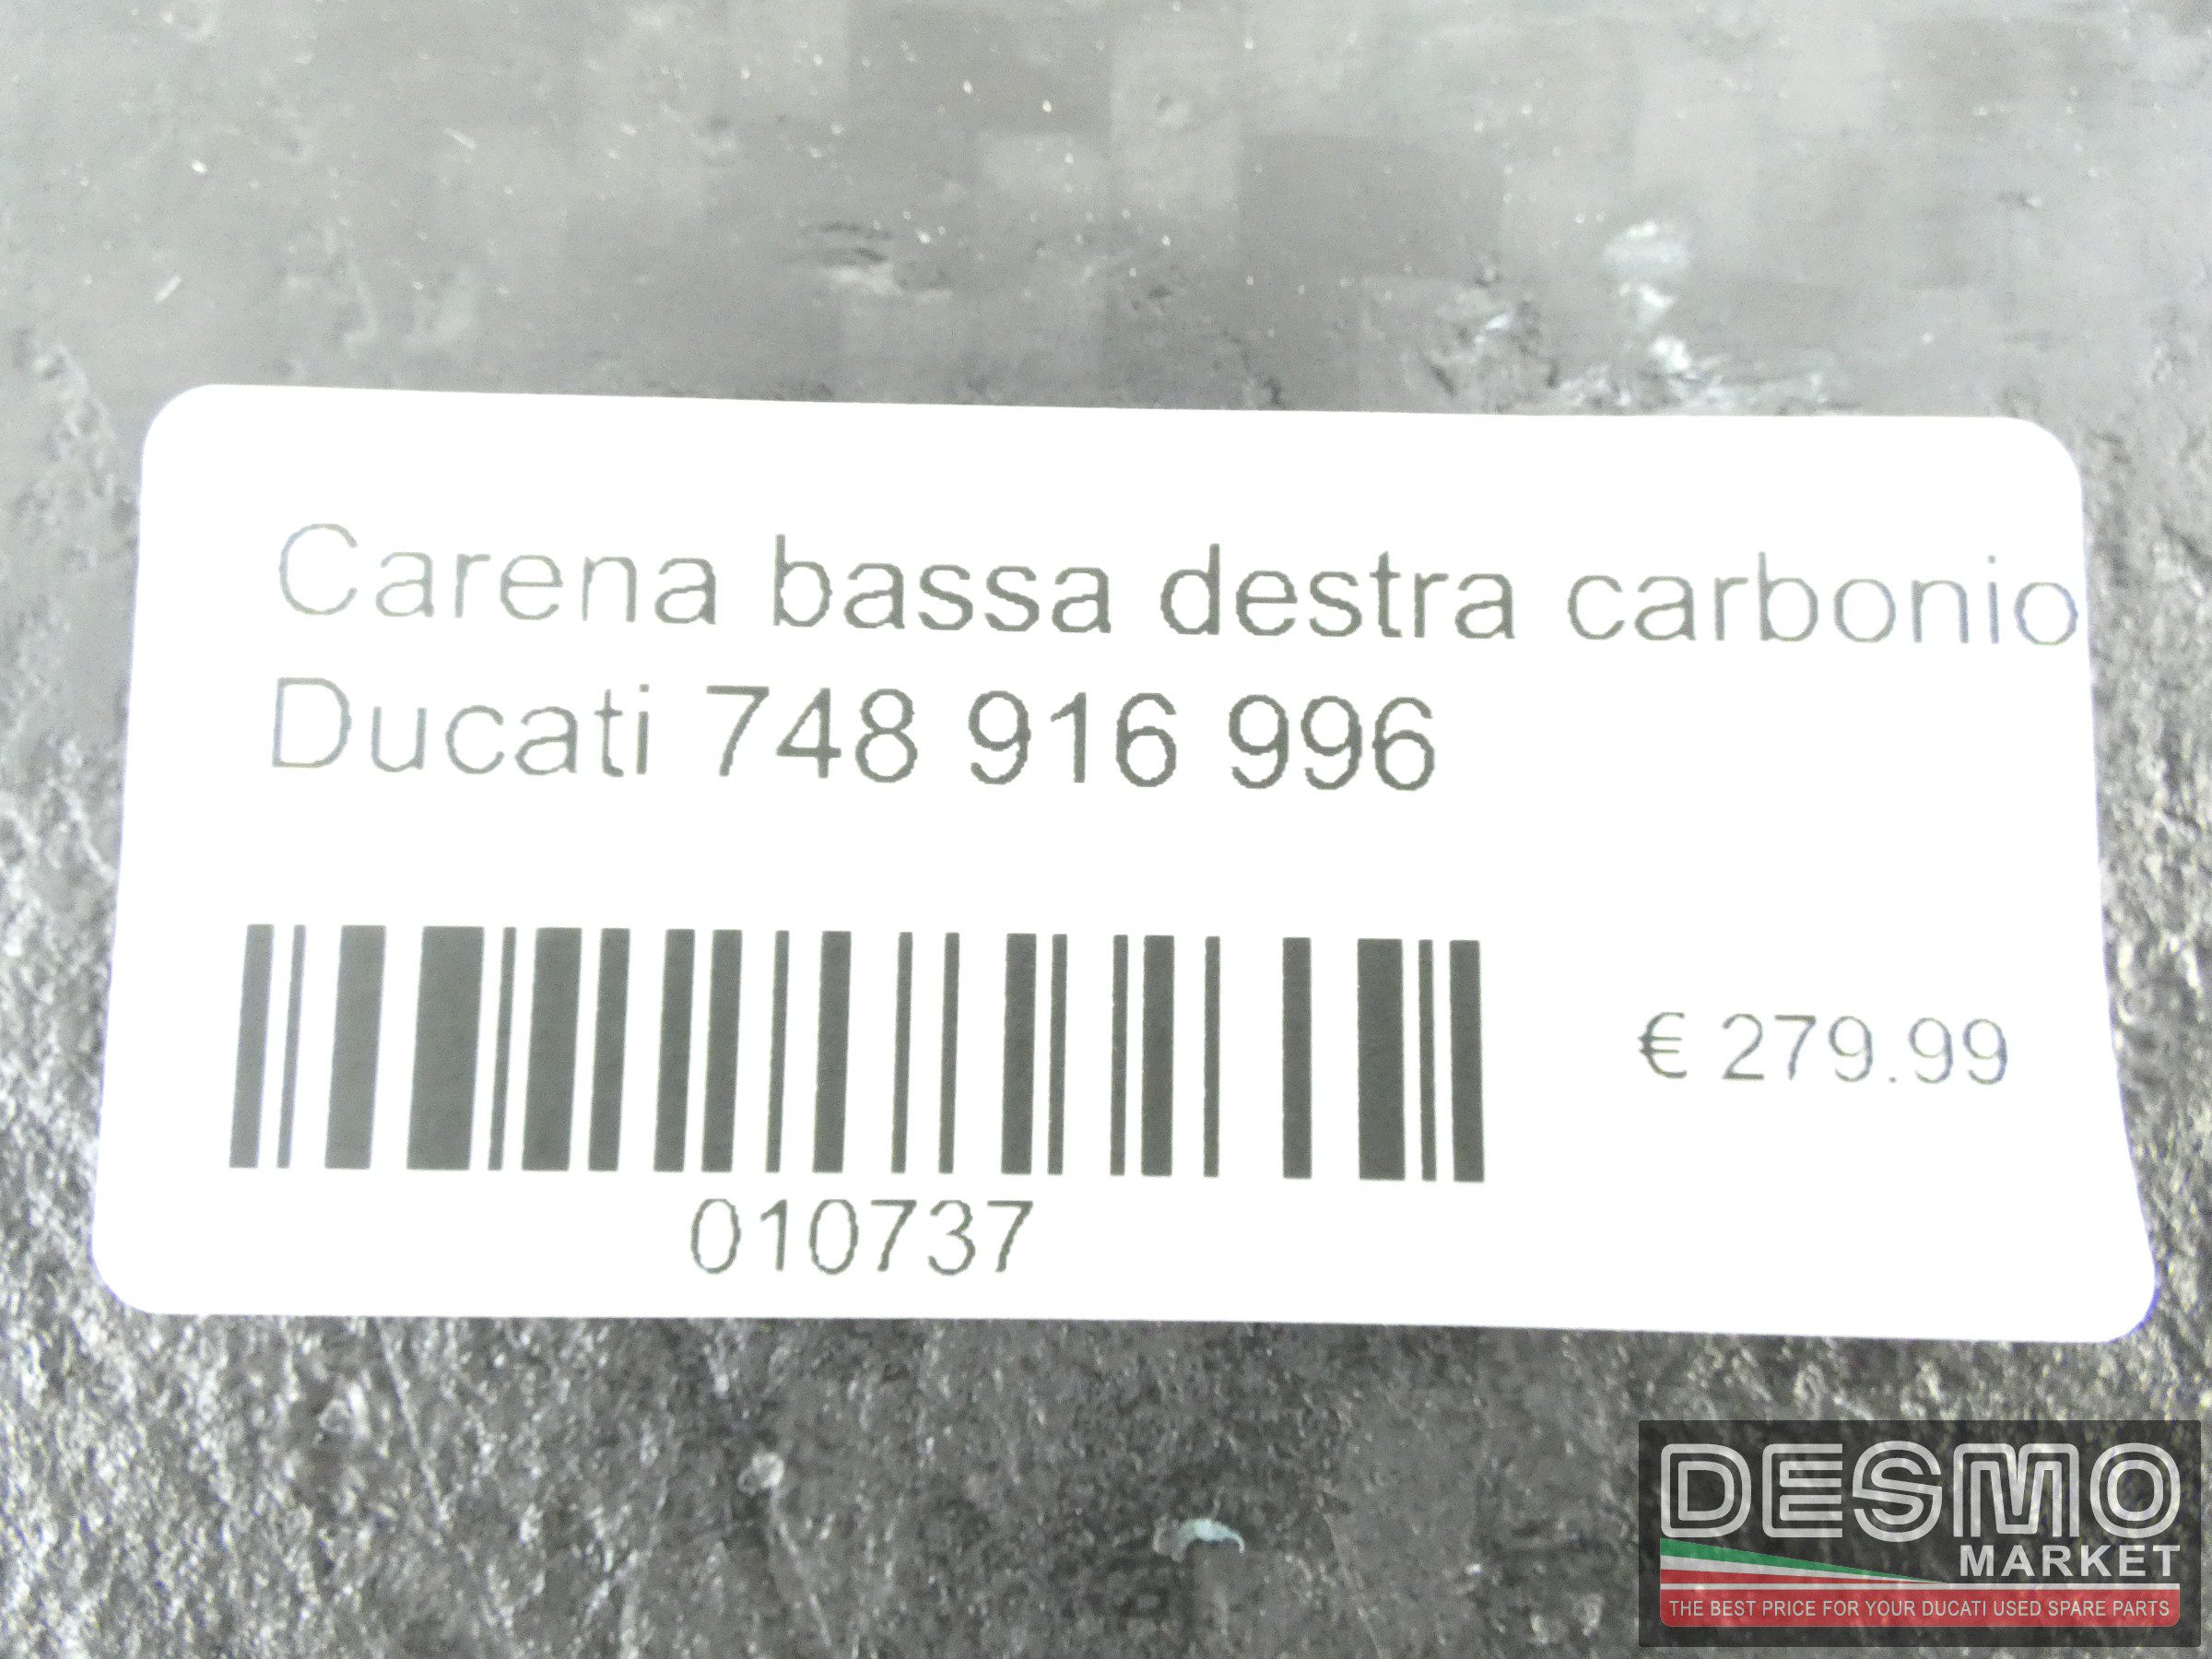 Carena bassa destra carbonio
Ducati 748 916 996
€ 279.99
010737
DESMO
MARKET
THE BEST PRICE FOR YOUR DUCATI USED SPARE PARTS